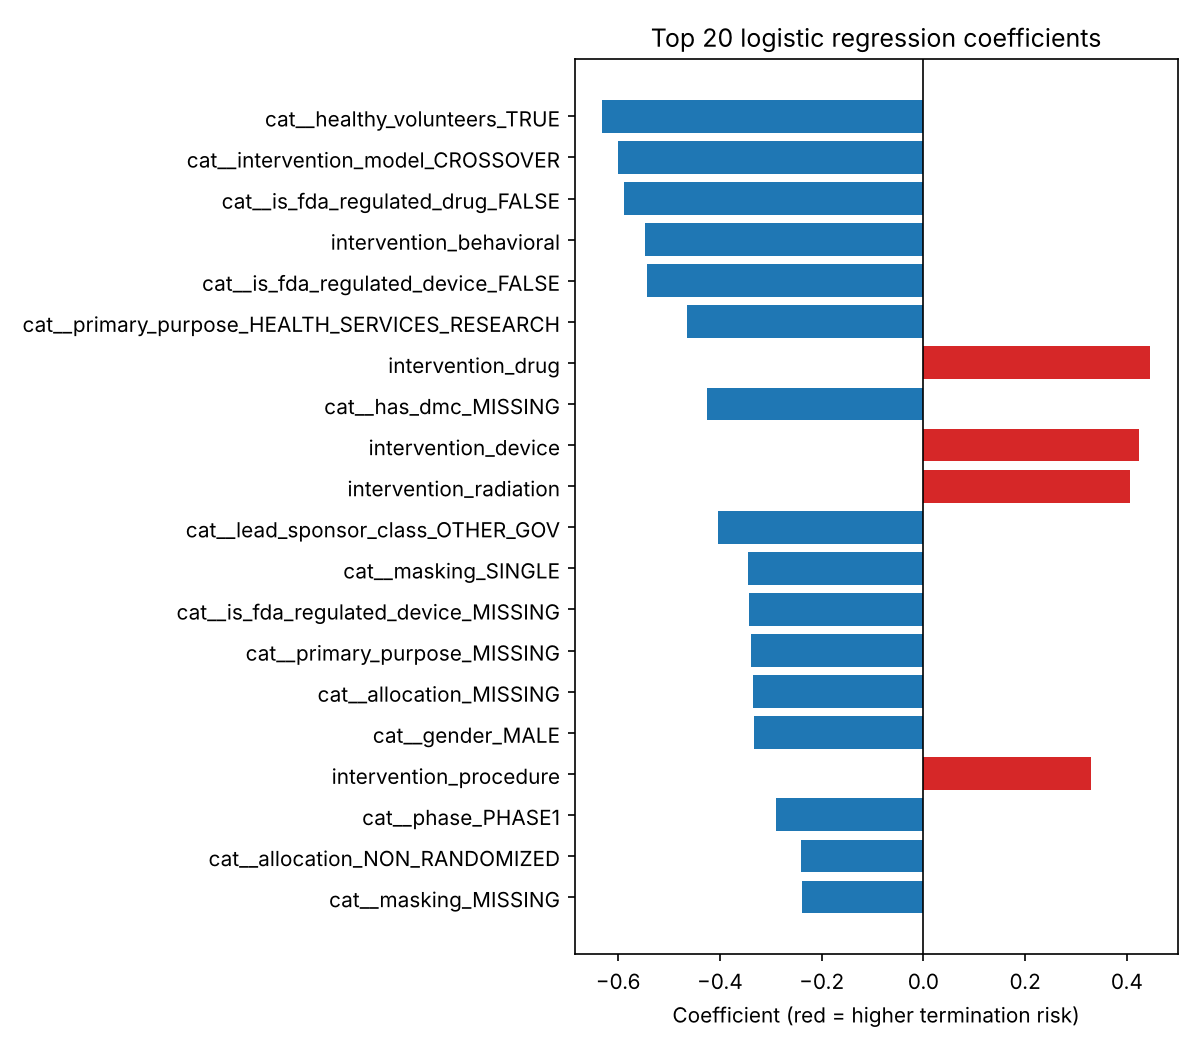 Top 20 logistic regression coefficients
cat__healthy_volunteers_TRUE
cat__intervention_model_CROSSOVER
cat__is_fda_regulated_drug_FALSE
intervention_behavioral
cat__is_fda_regulated_device_FALSE
cat__primary_purpose_HEALTH_SERVICES_RESEARCH
intervention_drug
cat__has_dmc_MISSING
intervention_device
intervention_radiation
cat__lead_sponsor_class_OTHER_GOV
cat__masking_SINGLE
cat__is_fda_regulated_device_MISSING
cat__primary_purpose_MISSING
cat__allocation_MISSING
cat__gender_MALE
intervention_procedure
cat__phase_PHASE1
cat__allocation_NON_RANDOMIZED
cat__masking_MISSING
−0.6 −0.4 −0.2 0.0 0.2 0.4
Coefficient (red = higher termination risk)